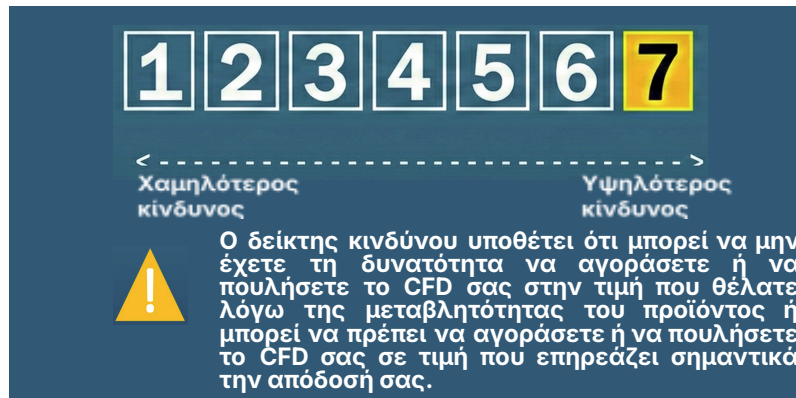 1 2 3 4 5 6 7
< - - - - - - - - - - - - - - - - - - - - - - - - - - - - - - - - - - >
Χαμηλότερος Υψηλότερος
κίνδυνος κίνδυνος
Ο δείκτης κινδύνου υποθέτει ότι μπορεί να μην
έχετε τη δυνατότητα να αγοράσετε ή να
πουλήσετε το CFD σας στην τιμή που θέλατε
λόγω της μεταβλητότητας του προϊόντος ή
μπορεί να πρέπει να αγοράσετε ή να πουλήσετε
το CFD σας σε τιμή που επηρεάζει σημαντικά
την απόδοσή σας.